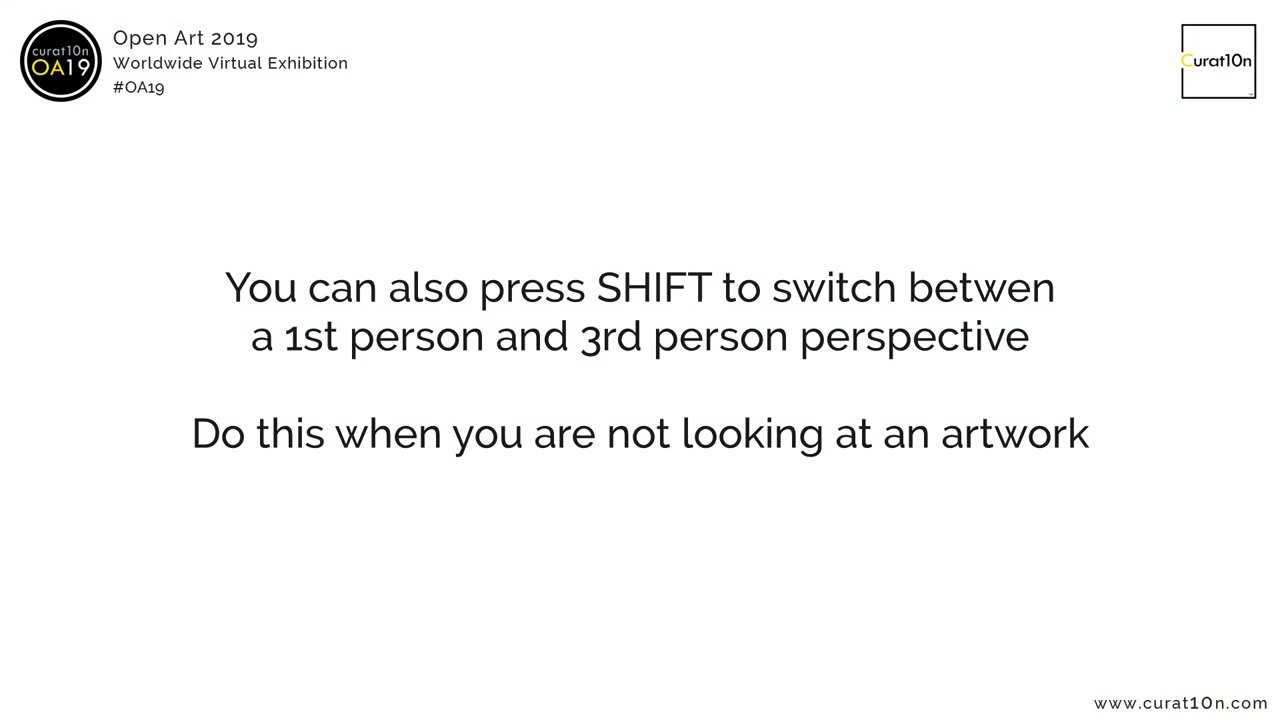 curat10n
OA19
Open Art 2019
Worldwide Virtual Exhibition
#OA19
Curat10n
You can also press SHIFT to switch betwen
a 1st person and 3rd person perspective
Do this when you are not looking at an artwork
www.curat10n.com